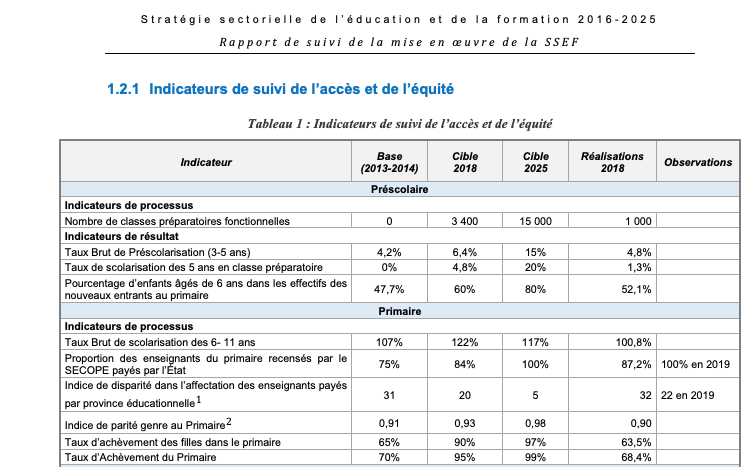 Stratégie sectorielle de l'éducation et de la formation 2016-2025
Rapport de suivi de la mise en œuvre de la SSEF
1.2.1 Indicateurs de suivi de l'accès et de l'équité
Tableau 1 : Indicateurs de suivi de l'accès et de l'équité
Indicateur Base (2013-2014) Cible 2018 Cible 2025 Réalisations 2018 Observations
Préscolaire
Indicateurs de processus
Nombre de classes préparatoires fonctionnelles 0 3 400 15 000 1 000
Indicateurs de résultat
Taux Brut de Préscolarisation (3-5 ans) 4,2% 6,4% 15% 4,8%
Taux de scolarisation des 5 ans en classe préparatoire 0% 4,8% 20% 1,3%
Pourcentage d'enfants âgés de 6 ans dans les effectifs des
nouveaux entrants au primaire 47,7% 60% 80% 52,1%
Primaire
Indicateurs de processus
Taux Brut de scolarisation des 6- 11 ans 107% 122% 117% 100,8%
Proportion des enseignants du primaire recensés par le
SECOPE payés par l'État 75% 84% 100% 87,2% 100% en 2019
Indice de disparité dans l'affectation des enseignants payés
par province éducationnelle1 31 20 5 32 22 en 2019
Indice de parité genre au Primaire2 0,91 0,93 0,98 0,90
Taux d'achèvement des filles dans le primaire 65% 90% 97% 63,5%
Taux d'Achèvement du Primaire 70% 95% 99% 68,4%